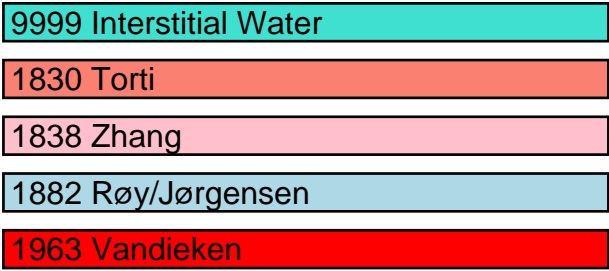 9999 Interstitial Water
1830 Torti
1838 Zhang
1882 Røy/Jørgensen
1963 Vandieken